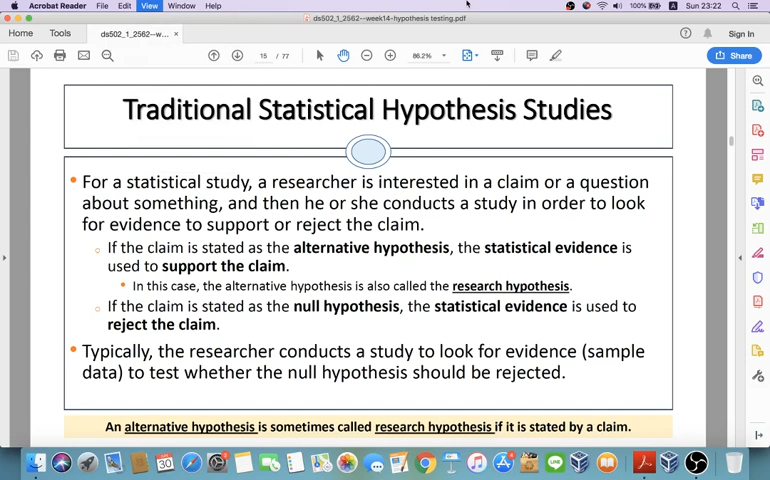 Acrobat Reader File Edit View Window Help 100% A Sun 23:22
ds502_1_2562--week14-hypothesis testing.pdf
Home Tools ds502_1_2562--w... × Sign In
15 / 77 86.2% Share
Traditional Statistical Hypothesis Studies
• For a statistical study, a researcher is interested in a claim or a question
about something, and then he or she conducts a study in order to look
for evidence to support or reject the claim.
○ If the claim is stated as the alternative hypothesis, the statistical evidence is
used to support the claim.
• In this case, the alternative hypothesis is also called the research hypothesis.
○ If the claim is stated as the null hypothesis, the statistical evidence is used to
reject the claim.
• Typically, the researcher conducts a study to look for evidence (sample
data) to test whether the null hypothesis should be rejected.
An alternative hypothesis is sometimes called research hypothesis if it is stated by a claim.
30
LINE